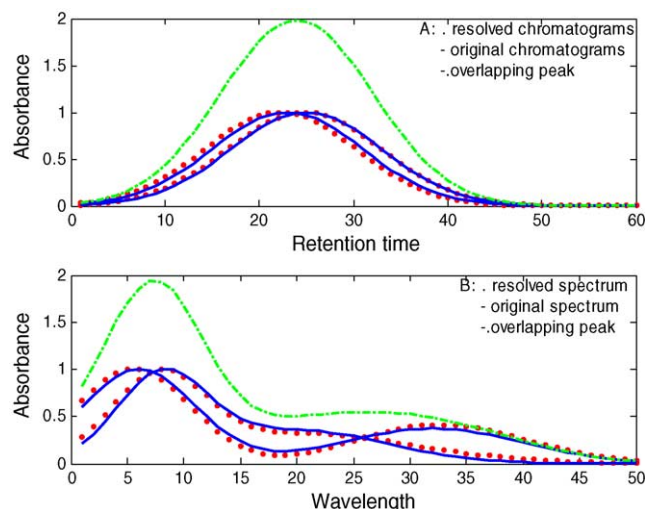 2
1.5
1
0.5
0
Absorbance
A: . resolved chromatograms
- original chromatograms
-.overlapping peak
0 10 20 30 40 50 60
Retention time
2
1.5
1
0.5
0
Absorbance
B: . resolved spectrum
- original spectrum
-.overlapping peak
0 5 10 15 20 25 30 35 40 45 50
Wavelength